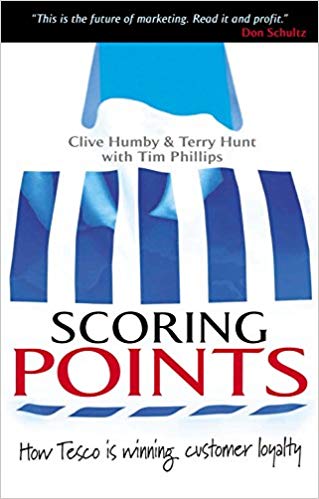 "This is the future of marketing. Read it and profit."
Don Schultz
Clive Humby & Terry Hunt
with Tim Phillips
SCORING
POINTS
How Tesco is winning customer loyalty